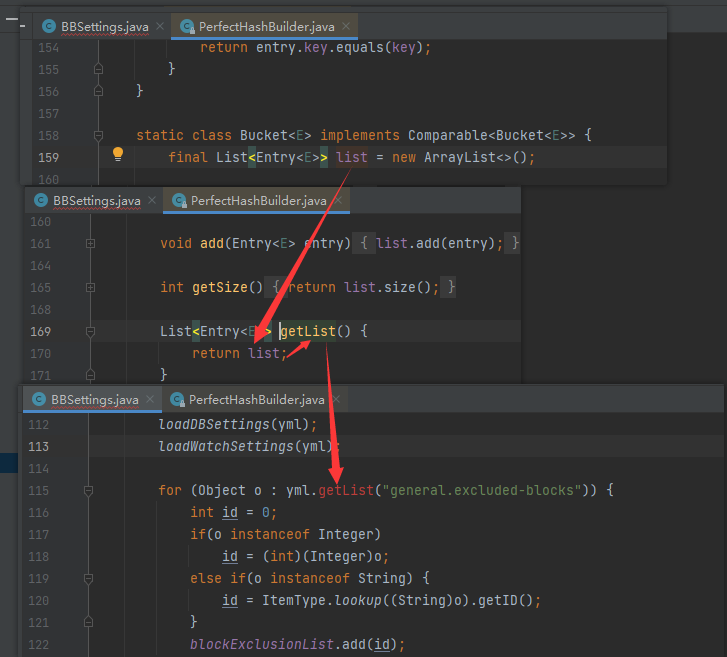 BBSettings.java PerfectHashBuilder.java
154 return entry.key.equals(key);
155 }
156 }
157
158 static class Bucket<E> implements Comparable<Bucket<E>> {
159 final List<Entry<E>> list = new ArrayList<>();
160
BBSettings.java PerfectHashBuilder.java
160
161 void add(Entry<E> entry) { list.add(entry); }
164
165 int getSize() { return list.size(); }
168
169 List<Entry<E>> getList() {
170 return list;
171 }
BBSettings.java PerfectHashBuilder.java
112 loadDBSettings(yml);
113 loadWatchSettings(yml);
114
115 for (Object o : yml.getList("general.excluded-blocks")) {
116 int id = 0;
117 if(o instanceof Integer)
118 id = (int)(Integer)o;
119 else if(o instanceof String) {
120 id = ItemType.lookup((String)o).getID();
121 }
122 blockExclusionList.add(id);